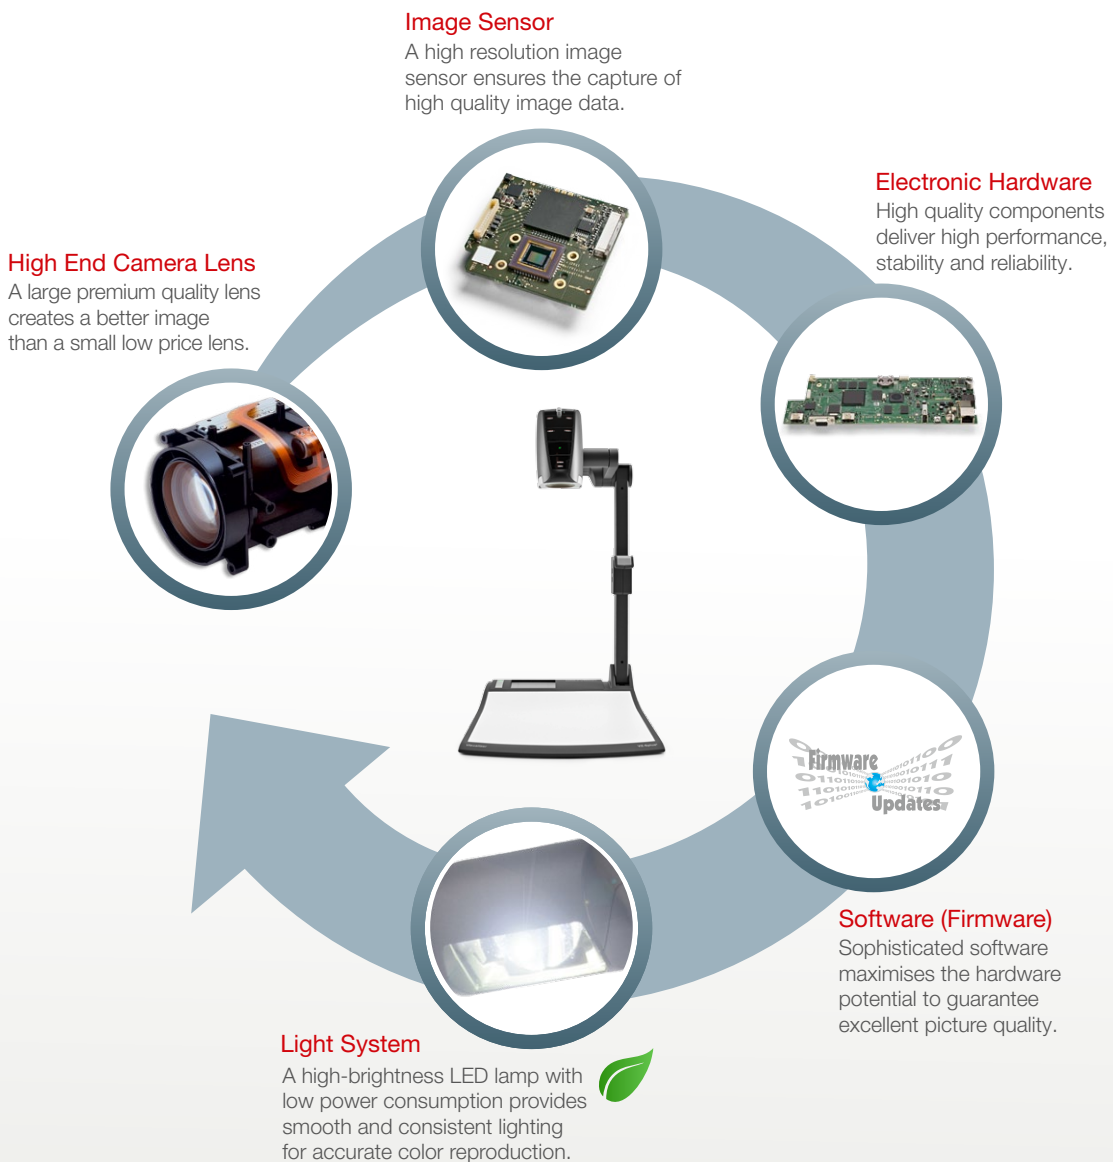 Image Sensor
A high resolution image
sensor ensures the capture of
high quality image data.
Electronic Hardware
High quality components
deliver high performance,
stability and reliability.
High End Camera Lens
A large premium quality lens
creates a better image
than a small low price lens.
Firmware
Updates
Software (Firmware)
Sophisticated software
maximises the hardware
potential to guarantee
excellent picture quality.
Light System
A high-brightness LED lamp with
low power consumption provides
smooth and consistent lighting
for accurate color reproduction.